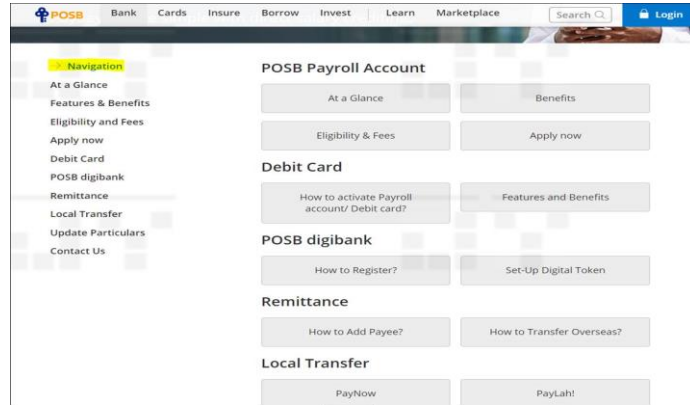 POSB Bank Cards Insure Borrow Invest Learn Marketplace Search Login
Navigation
At a Glance
Features & Benefits
Eligibility and Fees
Apply now
Debit Card
POSB digibank
Remittance
Local Transfer
Update Particulars
Contact Us
POSB Payroll Account
At a Glance
Benefits
Eligibility & Fees
Apply now
Debit Card
How to activate Payroll
account/ Debit card?
Features and Benefits
POSB digibank
How to Register?
Set-Up Digital Token
Remittance
How to Add Payee?
How to Transfer Overseas?
Local Transfer
PayNow
PayLah!